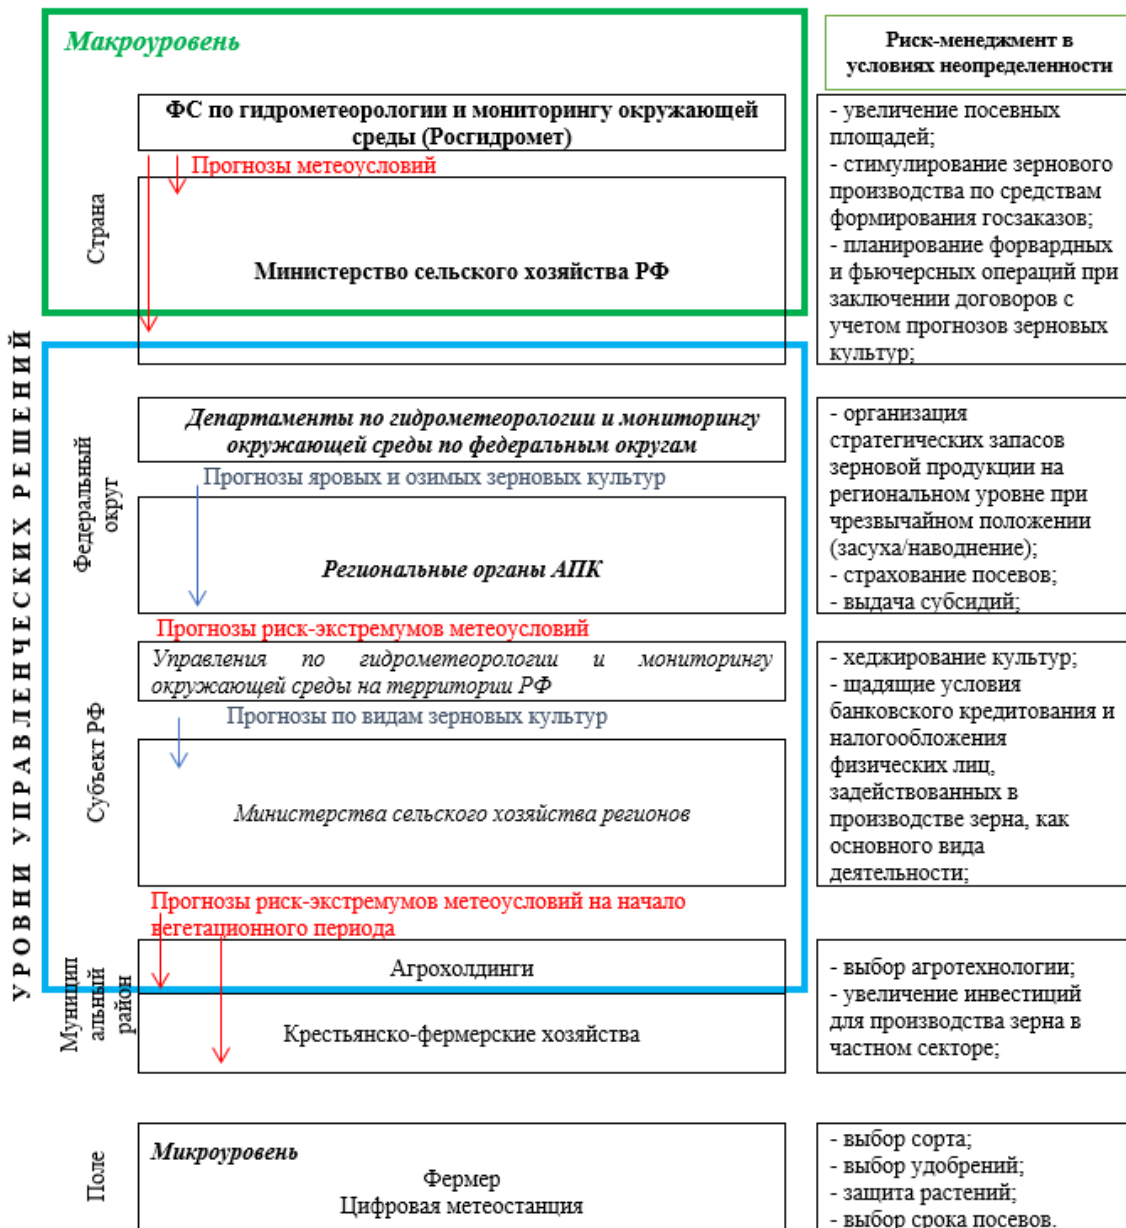 Макроуровень
Риск-менеджмент в
условиях неопределенности
ФС по гидрометеорологии и мониторингу окружающей
среды (Росгидромет)
Прогнозы метеоусловий
Страна
Министерство сельского хозяйства РФ
- увеличение посевных
площадей;
- стимулирование зернового
производства по средствам
формирования госзаказов;
- планирование форвардных
и фьючерсных операций при
заключении договоров с
учетом прогнозов зерновых
культур;
УРОВНИ УПРАВЛЕНЧЕСКИХ РЕШЕНИЙ
Федеральный
округ
Департаменты по гидрометеорологии и мониторингу
окружающей среды по федеральным округам
Прогнозы яровых и озимых зерновых культур
Региональные органы АПК
- организация
стратегических запасов
зерновой продукции на
региональном уровне при
чрезвычайном положении
(засуха/наводнение);
- страхование посевов;
- выдача субсидий;
Прогнозы риск-экстремумов метеоусловий
Субъект РФ
Управления по гидрометеорологии и мониторингу
окружающей среды на территории РФ
Прогнозы по видам зерновых культур
Министерства сельского хозяйства регионов
- хеджирование культур;
- щадящие условия
банковского кредитования и
налогообложения
физических лиц,
задействованных в
производстве зерна, как
основного вида
деятельности;
Прогнозы риск-экстремумов метеоусловий на начало
вегетационного периода
Муницип
альный
район
Агрохолдинги
Крестьянско-фермерские хозяйства
- выбор агротехнологии;
- увеличение инвестиций
для производства зерна в
частном секторе;
Поле
Микроуровень
Фермер
Цифровая метеостанция
- выбор сорта;
- выбор удобрений;
- защита растений;
- выбор срока посевов.